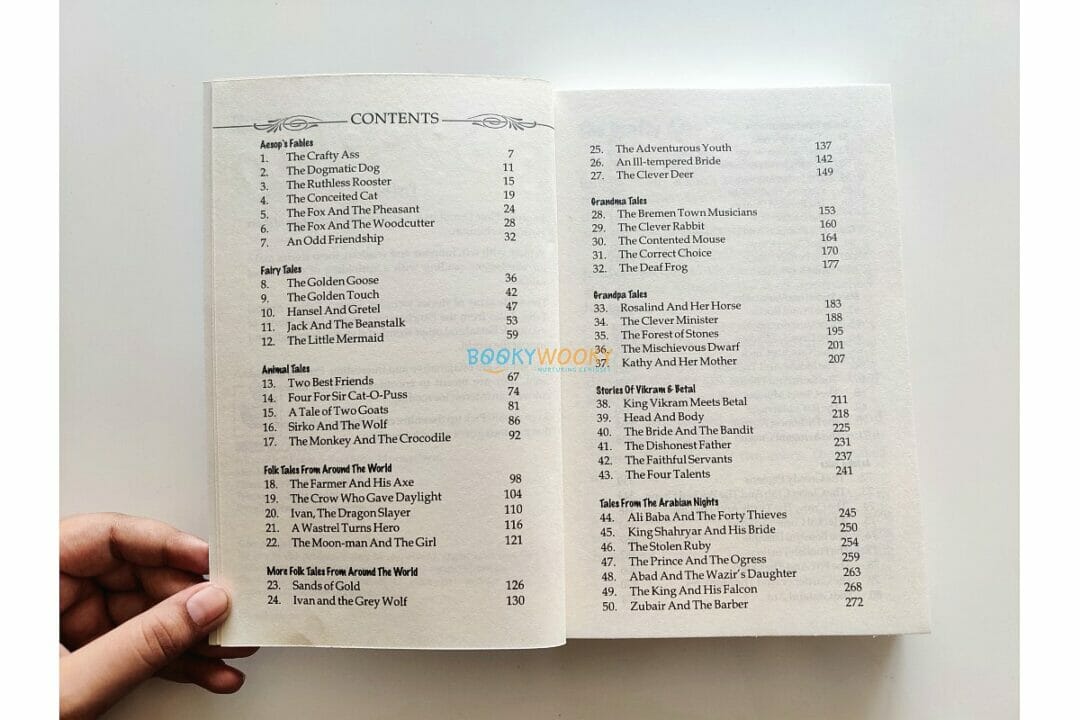 CONTENTS
Aesop's Fables
1. The Crafty Ass 7
2. The Dogmatic Dog 11
3. The Ruthless Rooster 15
4. The Conceited Cat 19
5. The Fox And The Pheasant 24
6. The Fox And The Woodcutter 28
7. An Odd Friendship 32
Fairy Tales
8. The Golden Goose 36
9. The Golden Touch 42
10. Hansel And Gretel 47
11. Jack And The Beanstalk 53
12. The Little Mermaid 59
Animal Tales
13. Two Best Friends 67
14. Four For Sir Cat-O-Puss 74
15. A Tale of Two Goats 81
16. Sirko And The Wolf 86
17. The Monkey And The Crocodile 92
Folk Tales From Around The World
18. The Farmer And His Axe 98
19. The Crow Who Gave Daylight 104
20. Ivan, The Dragon Slayer 110
21. A Wastrel Turns Hero 116
22. The Moon-man And The Girl 121
More Folk Tales From Around The World
23. Sands of Gold 126
24. Ivan and the Grey Wolf 130
25. The Adventurous Youth 137
26. An Ill-tempered Bride 142
27. The Clever Deer 149
Grandma Tales
28. The Bremen Town Musicians 153
29. The Clever Rabbit 160
30. The Contented Mouse 164
31. The Correct Choice 170
32. The Deaf Frog 177
Grandpa Tales
33. Rosalind And Her Horse 183
34. The Clever Minister 188
35. The Forest of Stones 195
36. The Mischievous Dwarf 201
37. Kathy And Her Mother 207
Stories Of Vikram & Betal
38. King Vikram Meets Betal 211
39. Head And Body 218
40. The Bride And The Bandit 225
41. The Dishonest Father 231
42. The Faithful Servants 237
43. The Four Talents 241
Tales From The Arabian Nights
44. Ali Baba And The Forty Thieves 245
45. King Shahryar And His Bride 250
46. The Stolen Ruby 254
47. The Prince And The Ogress 259
48. Abad And The Wazir's Daughter 263
49. The King And His Falcon 268
50. Zubair And The Barber 272
BOOKYWOOKY
NURTURING